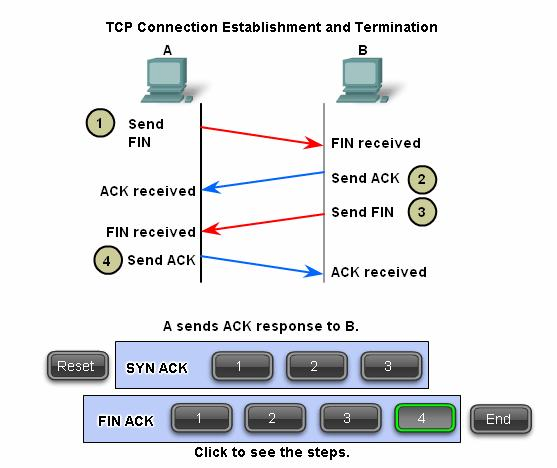 TCP Connection Establishment and Termination
A B
1 Send
FIN
FIN received
Send ACK 2
ACK received
Send FIN 3
FIN received
4 Send ACK
ACK received
A sends ACK response to B.
Reset SYN ACK 1 2 3
FIN ACK 1 2 3 4 End
Click to see the steps.